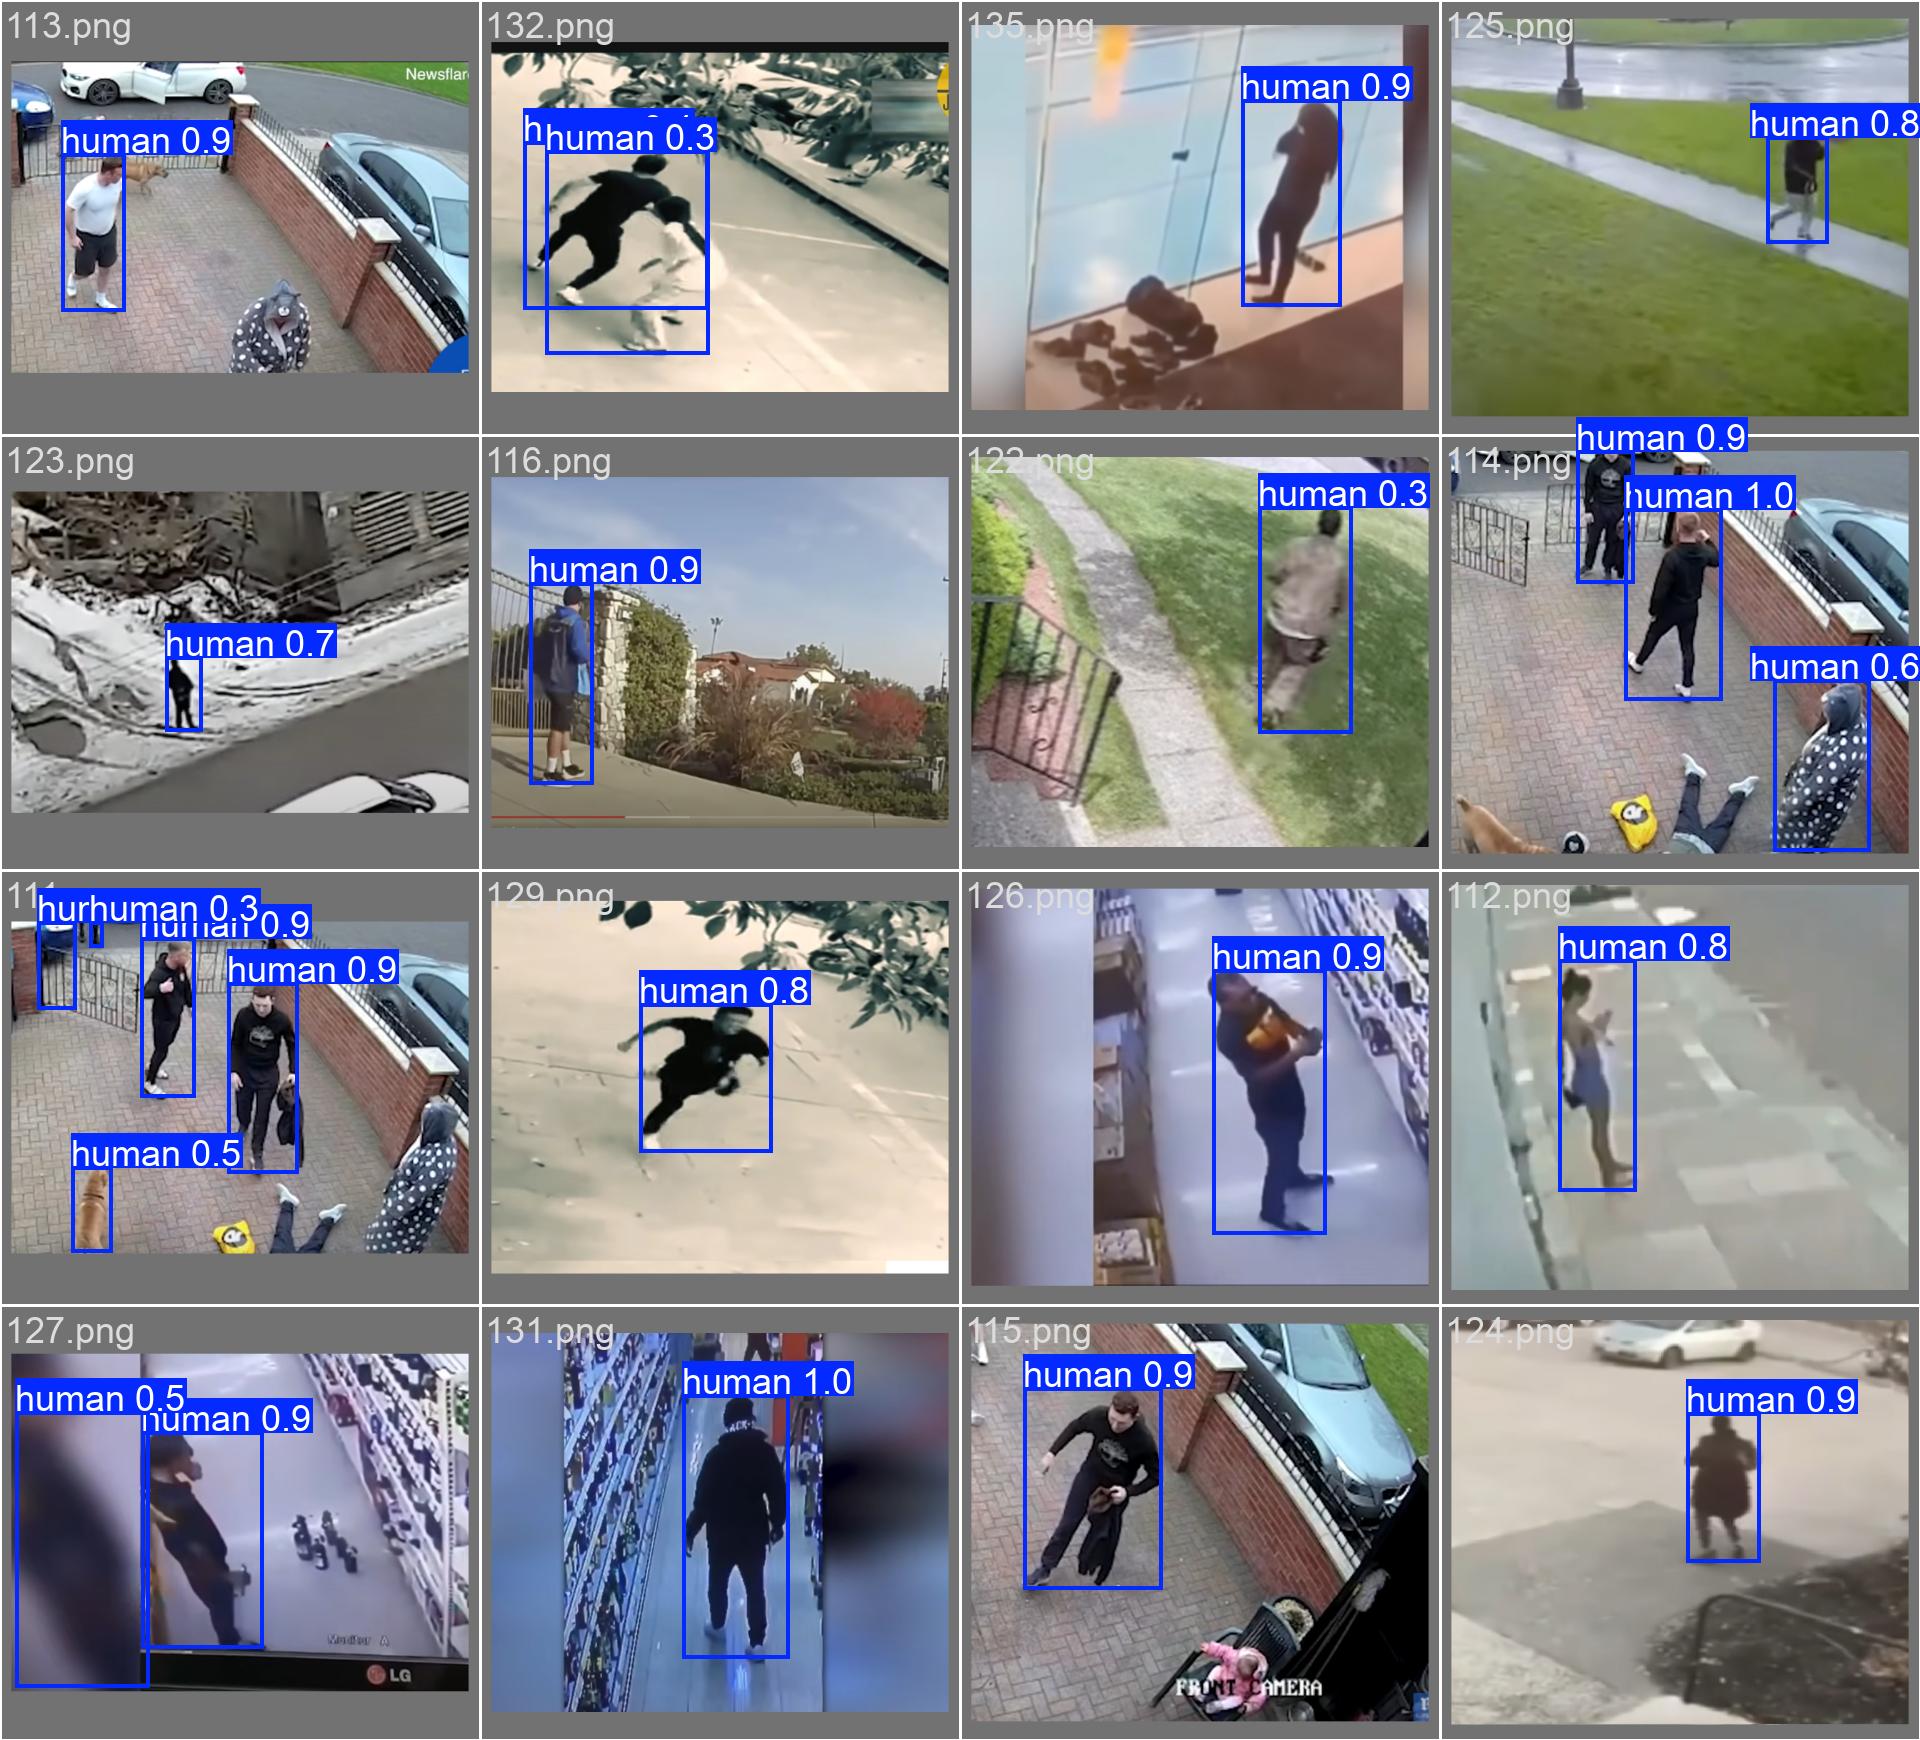 113.png
132.png
135.png
125.png
Newsflar
human 0.9
human 0.3
human 0.9
human 0.8
123.png
116.png
122.png
114.png
human 0.7
human 0.9
human 0.3
human 0.9
human 1.0
human 0.6
129.png
126.png
112.png
human 0.3
human 0.9
human 0.9
human 0.5
human 0.8
human 0.9
human 0.8
127.png
131.png
115.png
124.png
human 0.5
human 0.9
Monitor A
LG
human 1.0
human 0.9
FRONT CAMERA
human 0.9